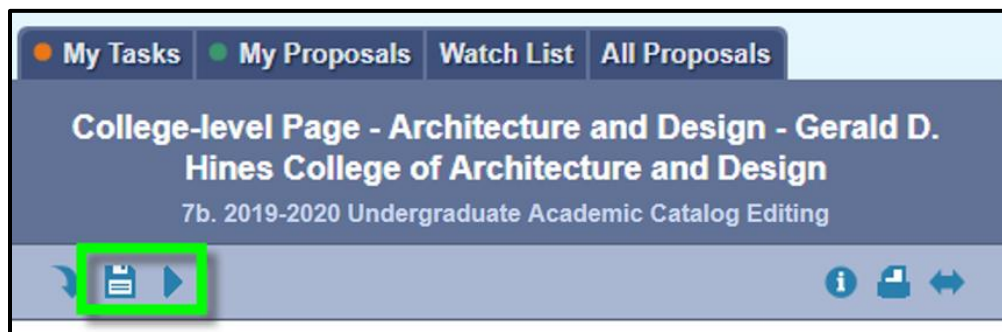 My Tasks My Proposals Watch List All Proposals
College-level Page - Architecture and Design - Gerald D.
Hines College of Architecture and Design
7b. 2019-2020 Undergraduate Academic Catalog Editing